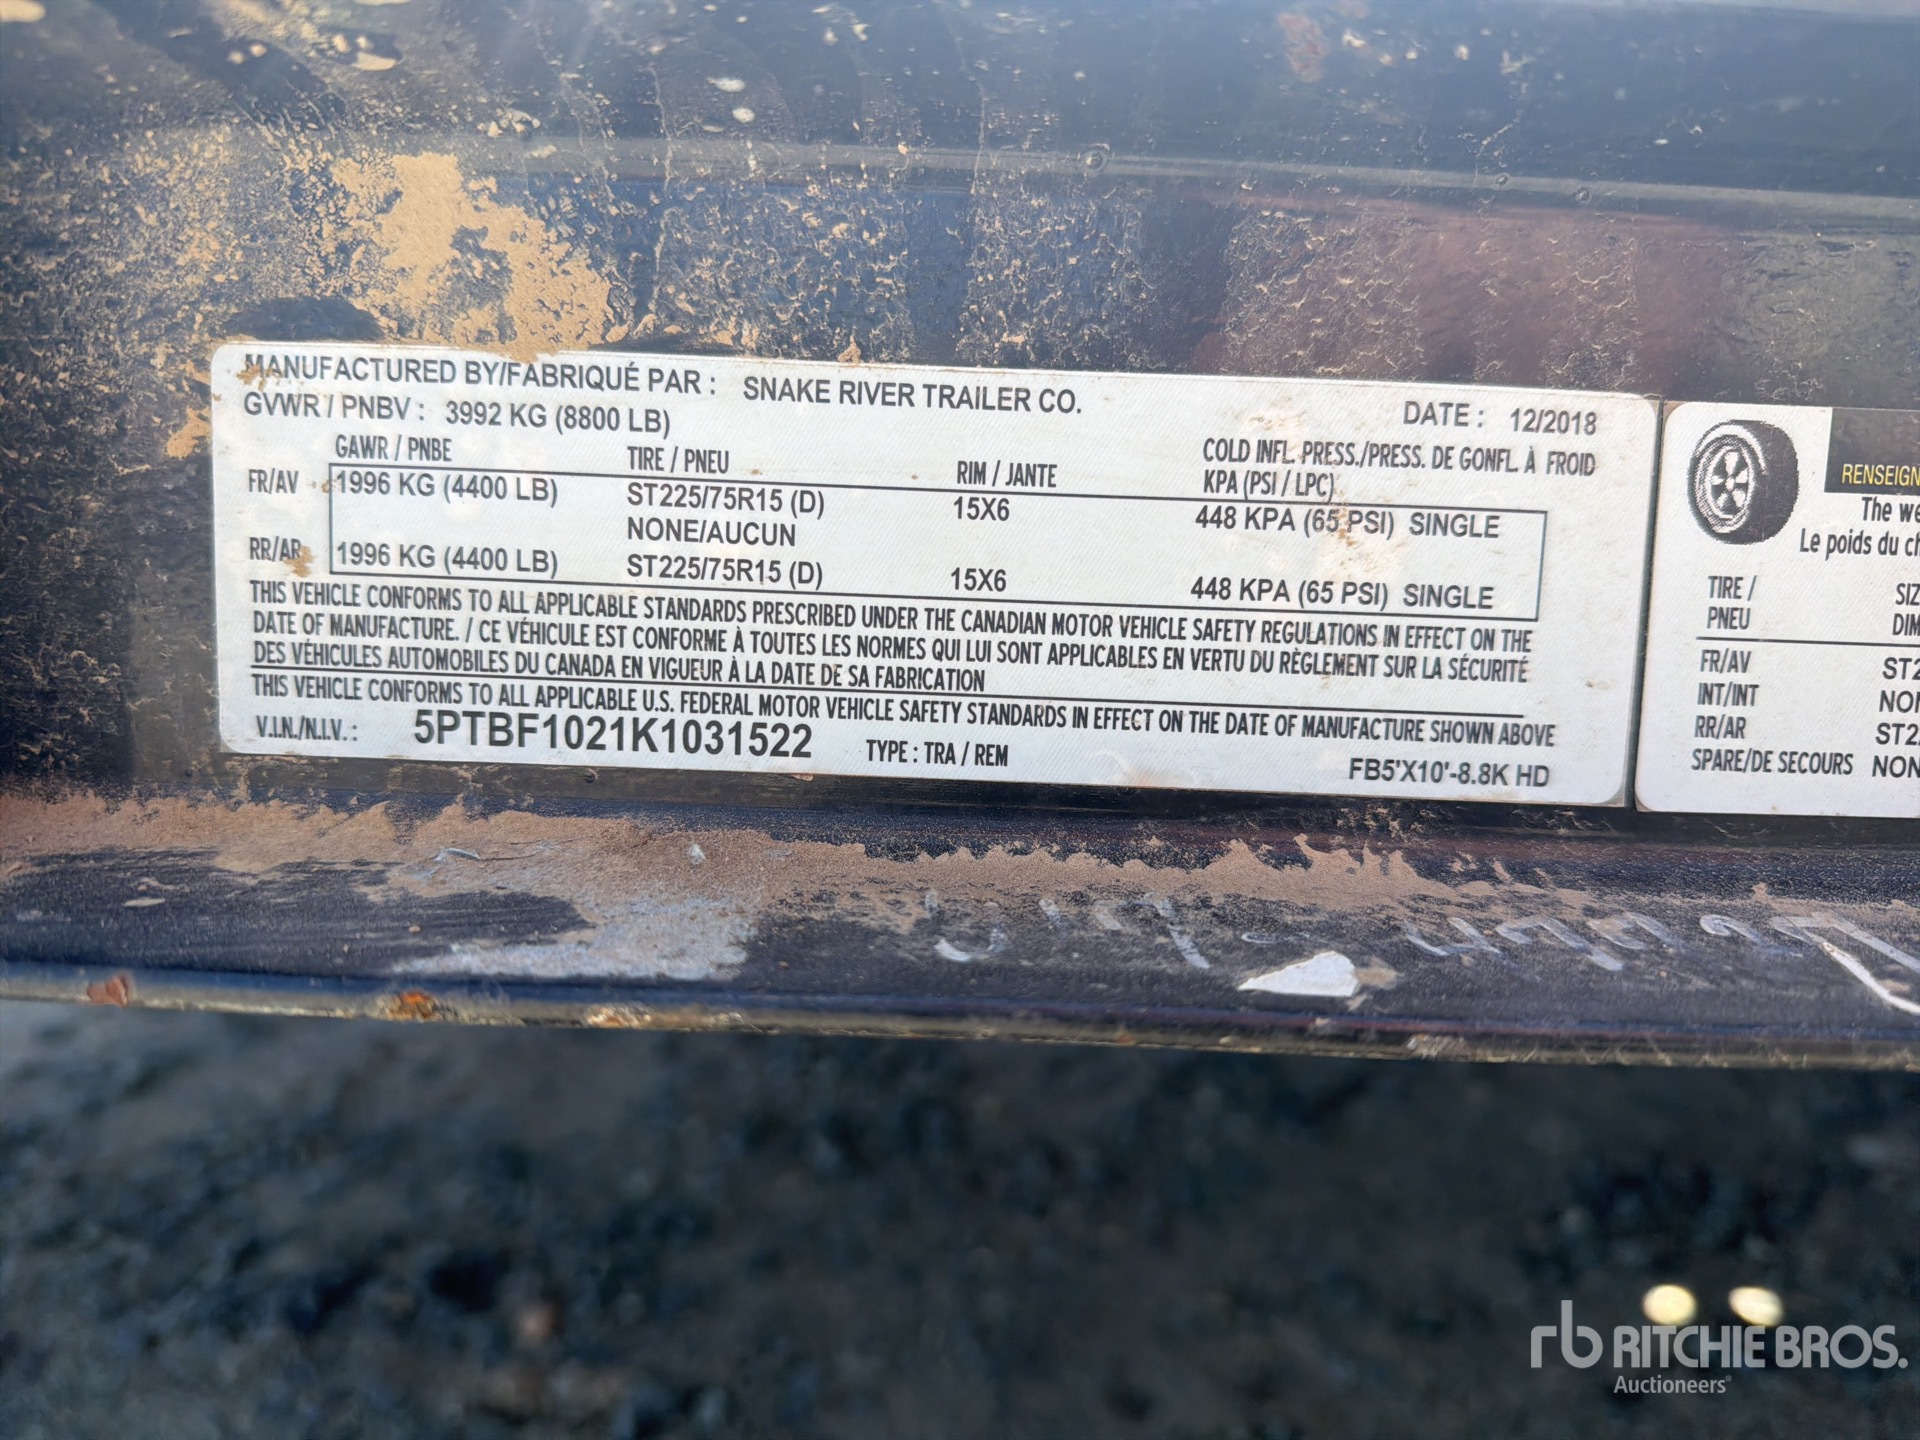 MANUFACTURED BY/FABRIQUÉ PAR : SNAKE RIVER TRAILER CO.
DATE : 12/2018
GVWR / PNBV : 3992 KG (8800 LB)
GAWR / PNBE TIRE / PNEU RIM / JANTE COLD INFL. PRESS./PRESS. DE GONFL. À FROID
KPA (PSI / LPC)
FR/AV 1996 KG (4400 LB) ST225/75R15 (D) 15X6 448 KPA (65 PSI) SINGLE
NONE/AUCUN
RR/AR 1996 KG (4400 LB) ST225/75R15 (D) 15X6 448 KPA (65 PSI) SINGLE
THIS VEHICLE CONFORMS TO ALL APPLICABLE STANDARDS PRESCRIBED UNDER THE CANADIAN MOTOR VEHICLE SAFETY REGULATIONS IN EFFECT ON THE
DATE OF MANUFACTURE. / CE VÉHICULE EST CONFORME À TOUTES LES NORMES QUI LUI SONT APPLICABLES EN VERTU DU RÈGLEMENT SUR LA SÉCURITÉ
DES VÉHICULES AUTOMOBILES DU CANADA EN VIGUEUR À LA DATE DE SA FABRICATION
THIS VEHICLE CONFORMS TO ALL APPLICABLE U.S. FEDERAL MOTOR VEHICLE SAFETY STANDARDS IN EFFECT ON THE DATE OF MANUFACTURE SHOWN ABOVE
V.I.N./N.I.V. : 5PTBF1021K1031522 TYPE : TRA / REM FB5'X10'-8.8K HD
RENSEIGN
The we
Le poids du ch
TIRE / SIZ
PNEU DIM
FR/AV ST2
INT/INT NON
RR/AR ST2
SPARE/DE SECOURS NON
rb RITCHIE BROS.
Auctioneers